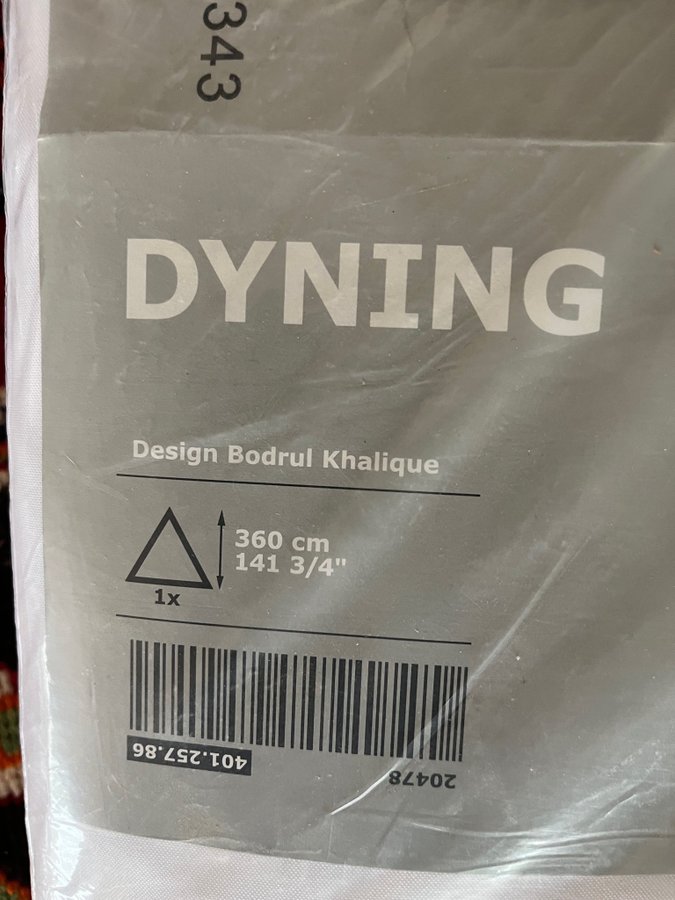 343
DYNING
Design Bodrul Khalique
360 cm
141 3/4"
1x
401.257.86
20478